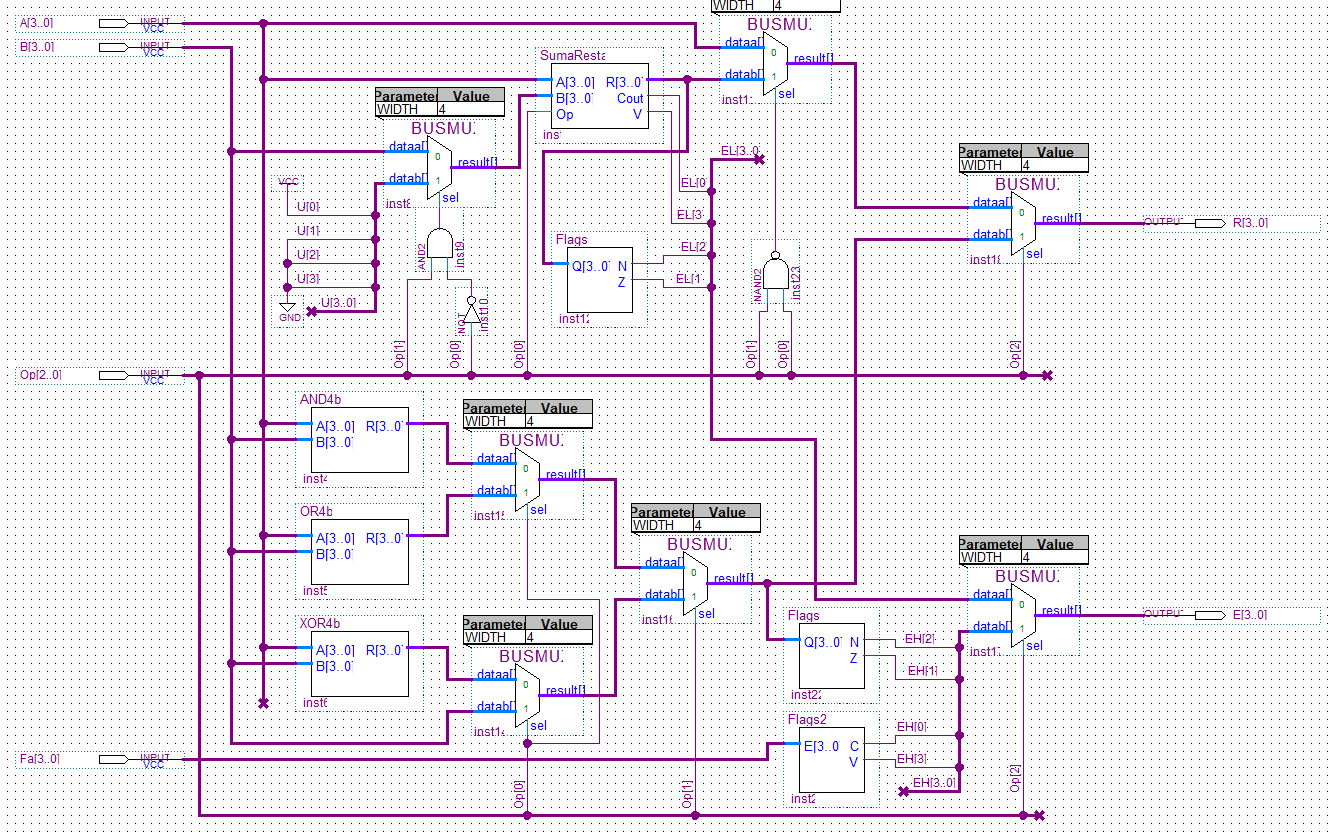 WIDTH 4
BUSMU
A[3..0] INPUT VCC
B[3..0] INPUT VCC
dataa[]
result[]
datab[]
0
1
sel
inst1
SumaResta
A[3..0] R[3..0]
B[3..0] Cout
Op V
inst
Parameter Value
WIDTH 4
BUSMU
dataa[]
result[]
datab[]
0
1
sel
inst8
VCC
U[0]
U[1]
U[2]
U[3]
U[3..0]
GND
AND2
inst9
NOT
inst10
Op[1]
Op[0]
Op[0]
EL[3..0]
EL[0]
EL[3]
EL[2]
EL[1]
Flags
Q[3..0] N
Z
inst12
NAND2
inst23
Op[1]
Op[0]
Parameter Value
WIDTH 4
BUSMU
dataa[]
result[]
datab[]
0
1
sel
inst18
OUTPUT R[3..0]
Op[2]
Op[2..0] INPUT VCC
AND4b
A[3..0] R[3..0]
B[3..0]
inst4
Parameter Value
WIDTH 4
BUSMU
dataa[]
result[]
datab[]
0
1
sel
inst15
OR4b
A[3..0] R[3..0]
B[3..0]
inst5
Parameter Value
WIDTH 4
BUSMU
dataa[]
result[]
datab[]
0
1
sel
inst16
XOR4b
A[3..0] R[3..0]
B[3..0]
inst6
Parameter Value
WIDTH 4
BUSMU
dataa[]
result[]
datab[]
0
1
sel
inst14
Flags
Q[3..0] N
Z
inst22
EH[2]
EH[1]
Parameter Value
WIDTH 4
BUSMU
dataa[]
result[]
datab[]
0
1
sel
inst17
OUTPUT E[3..0]
Flags2
E[3..0 C
V
inst2
EH[0]
EH[3]
EH[3..0]
Fa[3..0] INPUT VCC
Op[0]
Op[1]
Op[2]